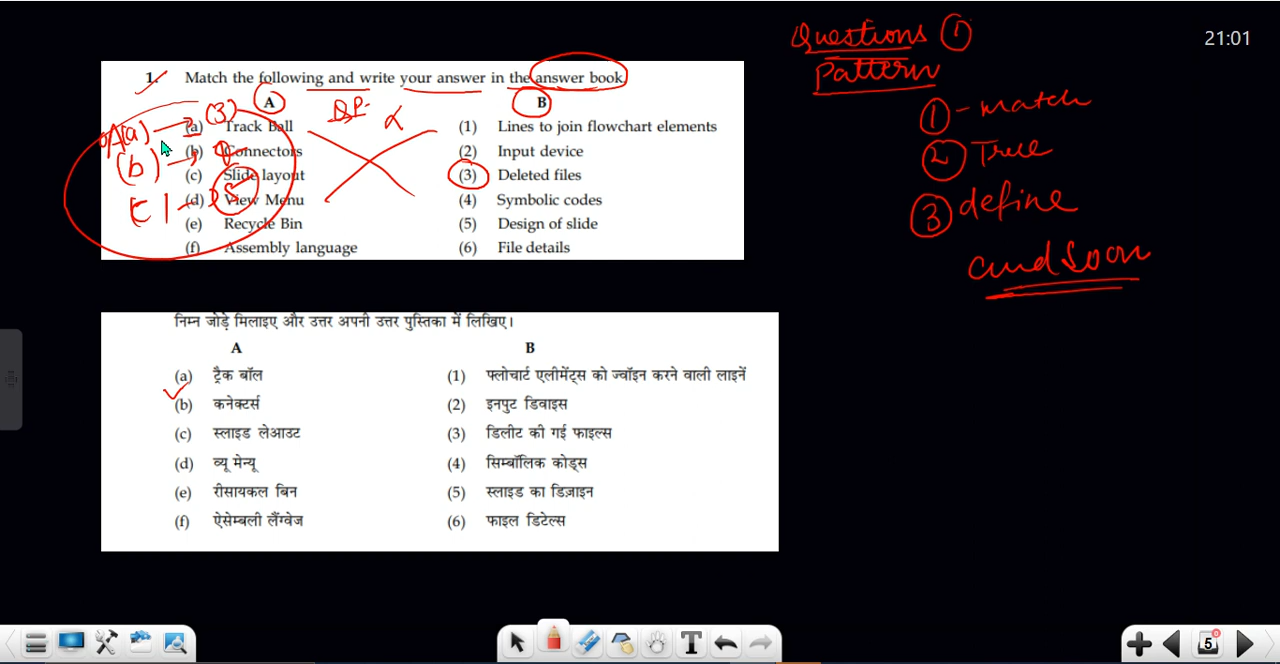 Questions ①
Pattern
21:01
① - match
② True
③ define
and Soon
1. Match the following and write your answer in the answer book.
A B
(a) Track Ball (1) Lines to join flowchart elements
(b) Connectors (2) Input device
(c) Slide layout (3) Deleted files
(d) View Menu (4) Symbolic codes
(e) Recycle Bin (5) Design of slide
(f) Assembly language (6) File details
(a) → (3)
(b) →
5
निम्न जोड़े मिलाइए और उत्तर अपनी उत्तर पुस्तिका में लिखिए।
A B
(a) ट्रैक बॉल (1) फ्लोचार्ट एलीमेंट्स को ज्वॉइन करने वाली लाइनें
(b) कनेक्टर्स (2) इनपुट डिवाइस
(c) स्लाइड लेआउट (3) डिलीट की गई फाइल्स
(d) व्यू मेन्यू (4) सिम्बॉलिक कोड्स
(e) रीसायकल बिन (5) स्लाइड का डिज़ाइन
(f) ऐसेम्बली लैंग्वेज (6) फाइल डिटेल्स
T
5